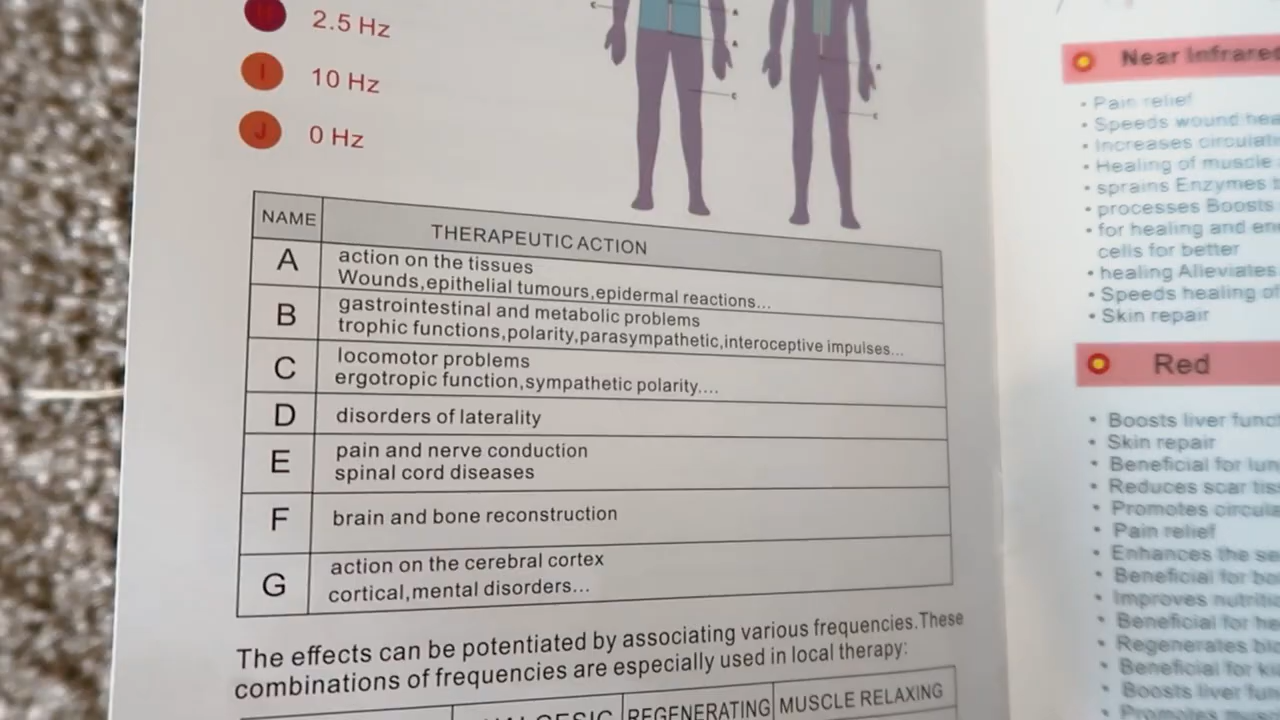 2.5 Hz
I 10 Hz
J 0 Hz
NAME THERAPEUTIC ACTION
A action on the tissues
Wounds,epithelial tumours,epidermal reactions...
B gastrointestinal and metabolic problems
trophic functions,polarity,parasympathetic,interoceptive impulses...
C locomotor problems
ergotropic function,sympathetic polarity....
D disorders of laterality
E pain and nerve conduction
spinal cord diseases
F brain and bone reconstruction
G action on the cerebral cortex
cortical,mental disorders...
The effects can be potentiated by associating various frequencies.These
combinations of frequencies are especially used in local therapy:
REGENERATING MUSCLE RELAXING
Near Infrared
• Pain relief
• Speeds wound
• Increases
• Healing of muscle
• sprains Enzymes
• processes Boosts
• for healing and
cells for better
• healing Alleviates
• Speeds healing of
• Skin repair
Red
• Boosts liver
• Skin repair
• Beneficial for
• Reduces scar
• Promotes
• Pain relief
• Enhances the
• Beneficial for
• Improves
• Beneficial for
• Regenerates
• Beneficial for
• Boosts liver
• Promotes